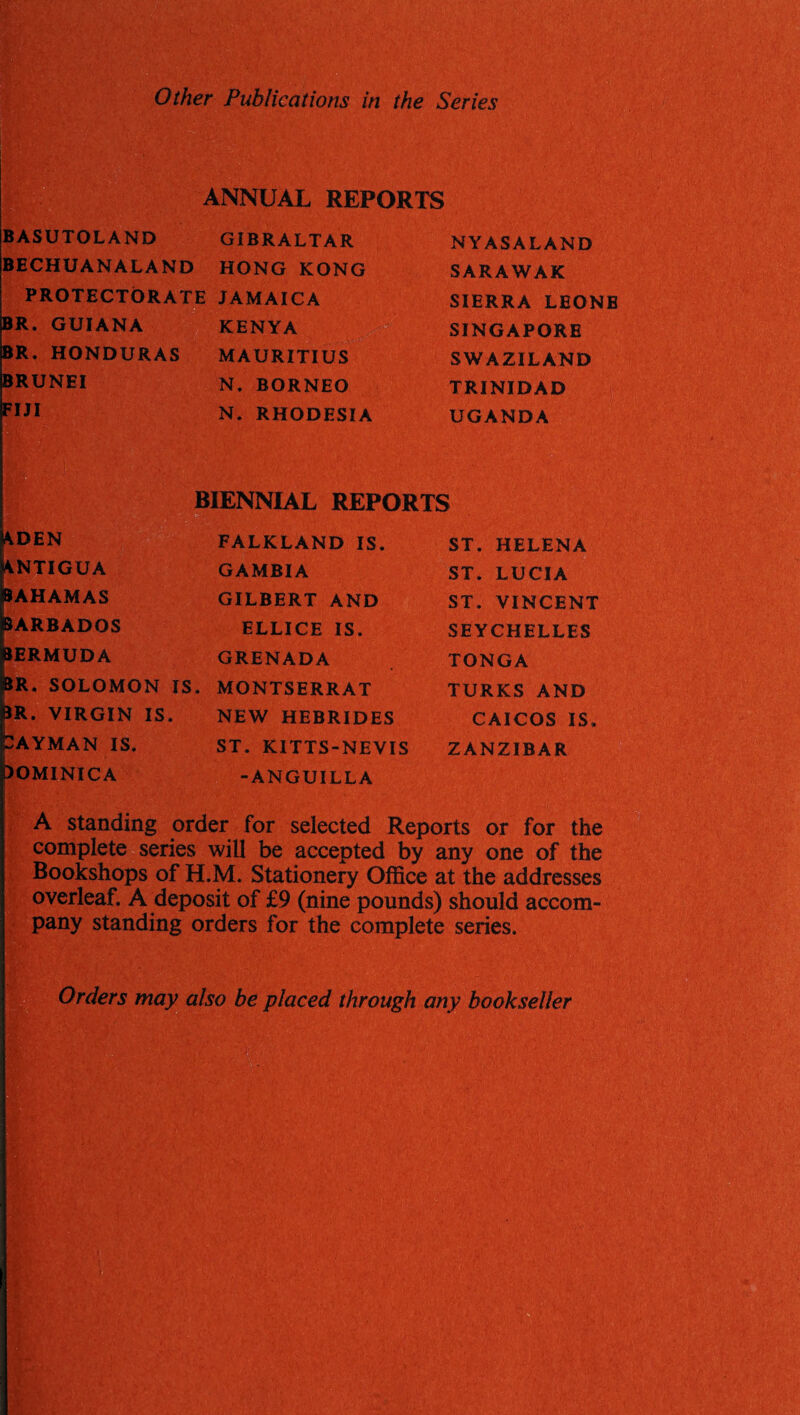 Other Publications in the Series
ANNUAL REPORTS
BASUTOLAND
BECHUANALAND
PROTECTORATE
BR. GUIANA
BR. HONDURAS
BRUNEI
FIJI
GIBRALTAR
HONG KONG
JAMAICA
KENYA
MAURITIUS
N. BORNEO
N. RHODESIA
NYASALAND
SARAWAK
SIERRA LEONE
SINGAPORE
SWAZILAND
TRINIDAD
UGANDA
BIENNIAL REPORTS
ADEN
ANTIGUA
BAHAMAS
BARBADOS
BERMUDA
BR. SOLOMON IS.
BR. VIRGIN IS.
CAYMAN IS.
DOMINICA
FALKLAND IS.
GAMBIA
GILBERT AND
ELLICE IS.
GRENADA
MONTSERRAT
NEW HEBRIDES
ST. KITTS-NEVIS
-ANGUILLA
ST. HELENA
ST. LUCIA
ST. VINCENT
SEYCHELLES
TONGA
TURKS AND
CAICOS IS.
ZANZIBAR
A standing order for selected Reports or for the
complete series will be accepted by any one of the
Bookshops of H.M. Stationery Office at the addresses
overleaf. A deposit of £9 (nine pounds) should accom-
pany standing orders for the complete series.
Orders may also be placed through any bookseller